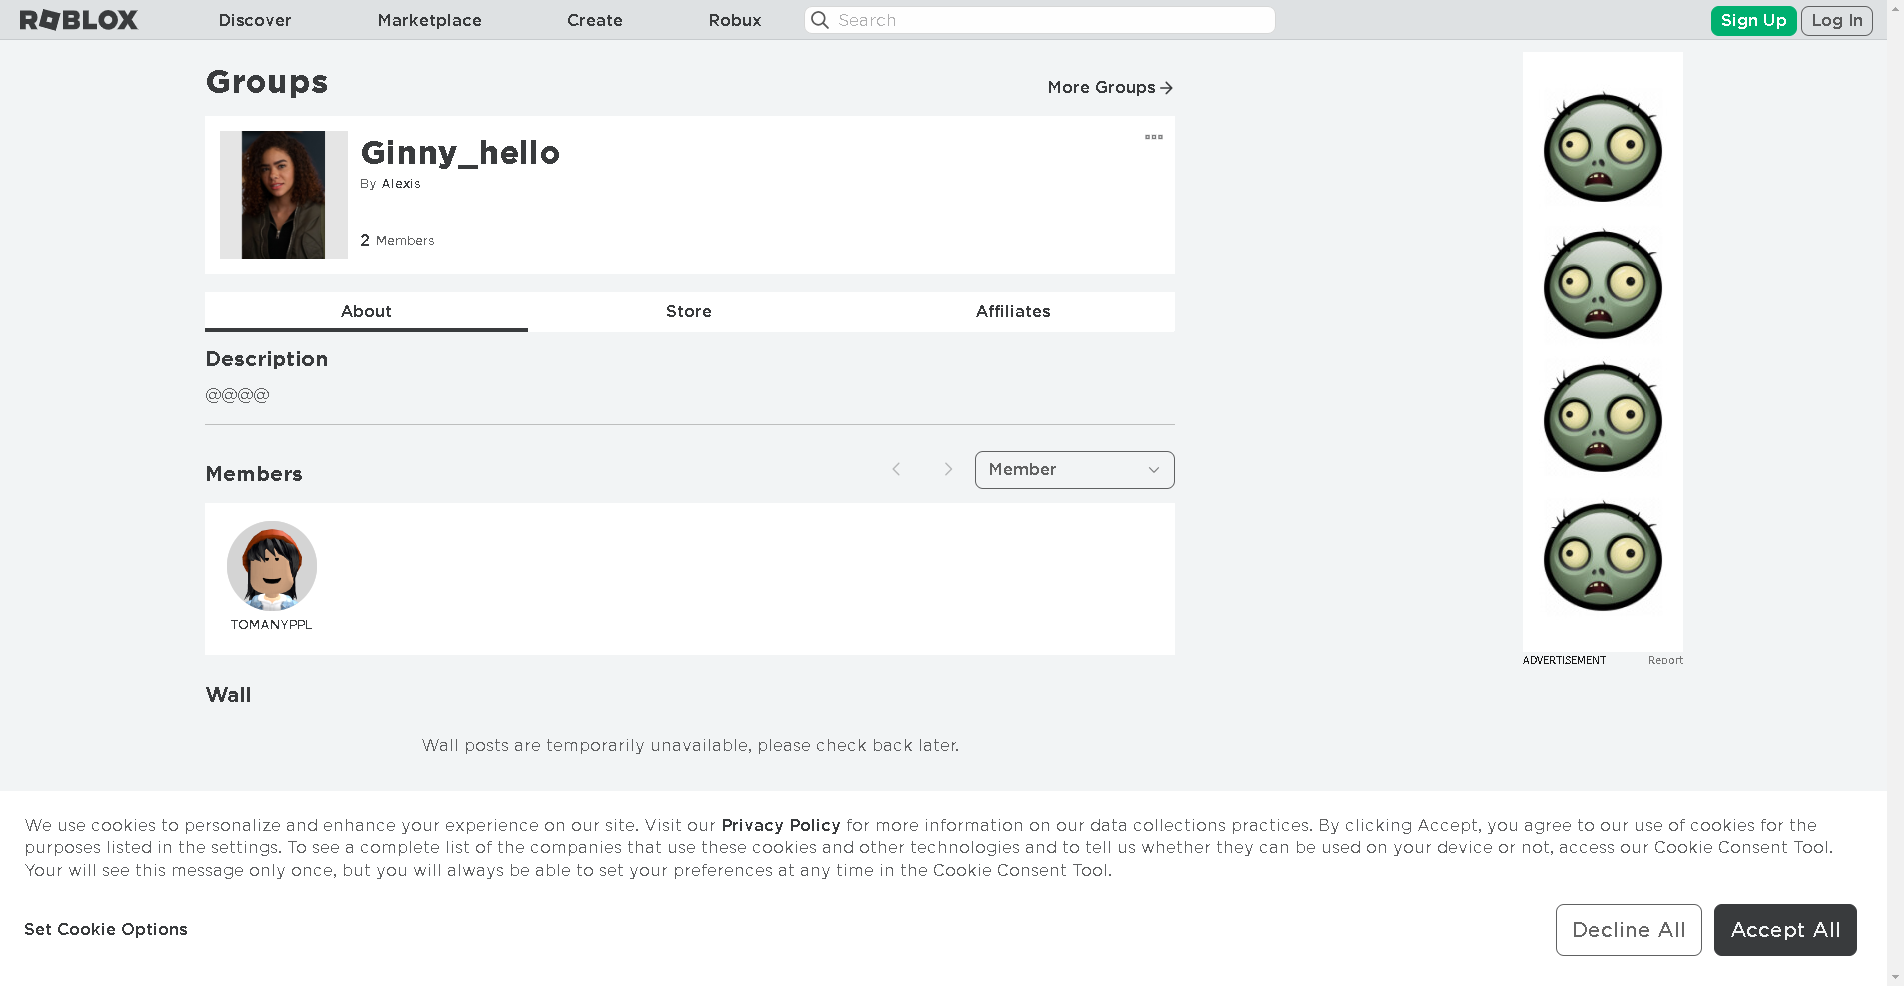 ROBLOX
Discover
Marketplace
Create
Robux
Search
Sign Up
Log In
Groups
More Groups
Ginny_hello
By Alexis
2 Members
About
Store
Affiliates
Description
@@@@
Members
Member
TOMANYPPL
ADVERTISEMENT
Report
Wall
Wall posts are temporarily unavailable, please check back later.
We use cookies to personalize and enhance your experience on our site. Visit our Privacy Policy for more information on our data collections practices. By clicking Accept, you agree to our use of cookies for the
purposes listed in the settings. To see a complete list of the companies that use these cookies and other technologies and to tell us whether they can be used on your device or not, access our Cookie Consent Tool.
Your will see this message only once, but you will always be able to set your preferences at any time in the Cookie Consent Tool.
Set Cookie Options
Decline All
Accept All